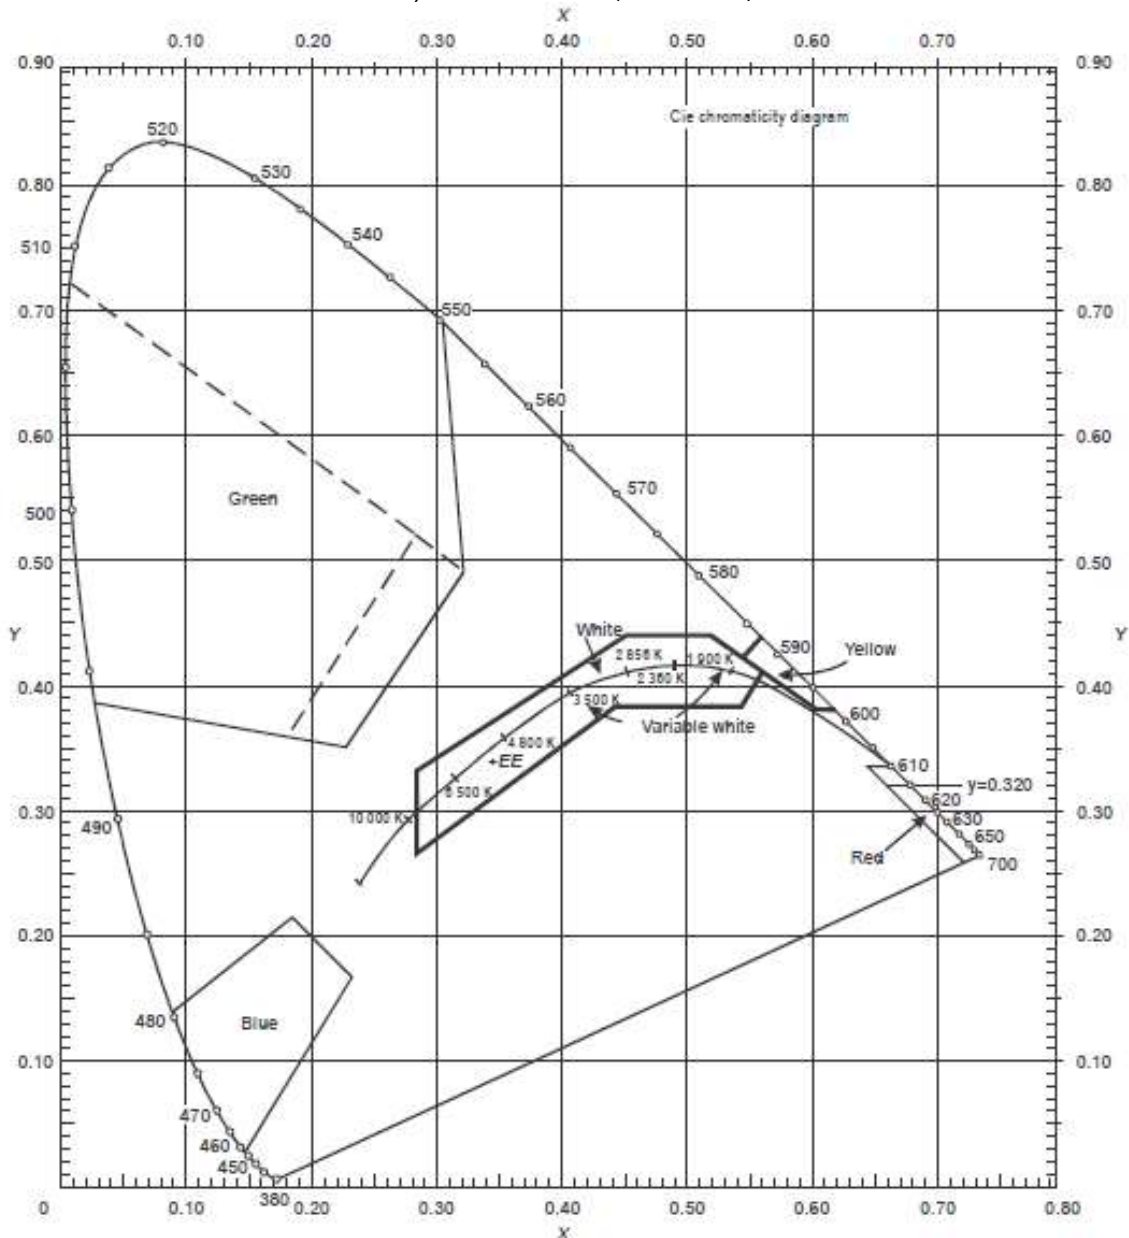 X
0.10 0.20 0.30 0.40 0.50 0.60 0.70
0.90 0.90
Cie chromaticity diagram
520
530
0.80 0.80
540
510
550
0.70 0.70
560
0.60 0.60
570
Green
500
580
0.50 0.50
White
Y Y
590
Yellow
2 856 K
1 900 K
2 360 K
0.40 0.40
3 500 K
600
Variable white
4 800 K
+EE
610
6 500 K
y=0.320
620
0.30 0.30
10 000 K
630
490
650
Red
700
0.20 0.20
480
Blue
0.10 0.10
470
460
450
380
0 0.10 0.20 0.30 0.40 0.50 0.60 0.70 0.80
X